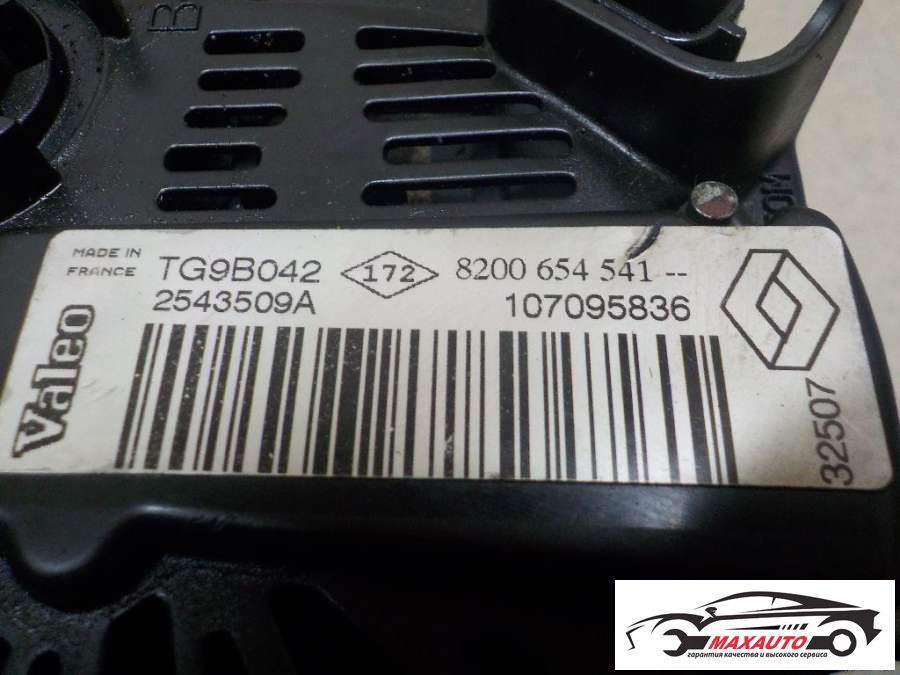 B
MADE IN
FRANCE
TG9B042
172
8200 654 541 --
2543509A
107095836
Valeo
32507
MAXAUTO
гарантия качества и высокого сервиса